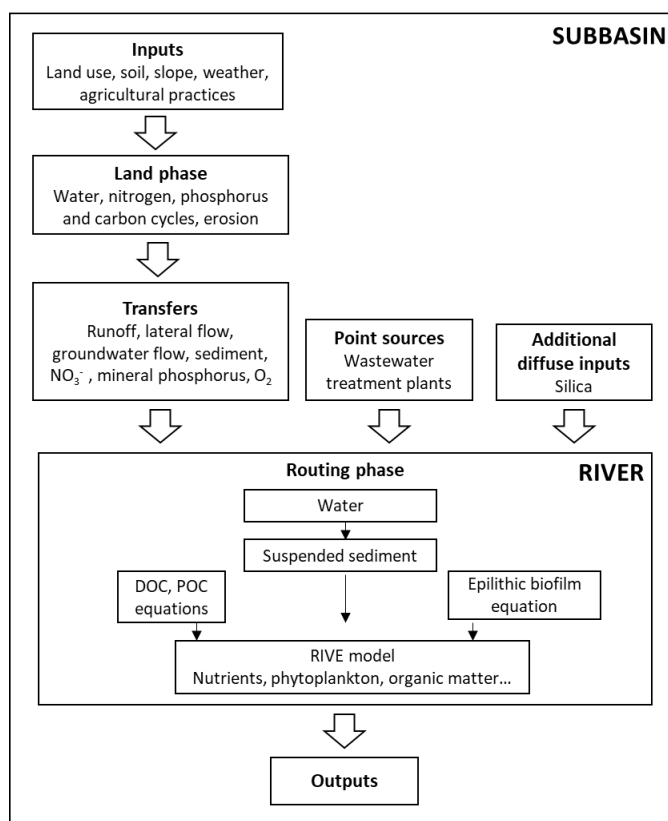 SUBBASIN
Inputs
Land use, soil, slope, weather,
agricultural practices
Land phase
Water, nitrogen, phosphorus
and carbon cycles, erosion
Transfers
Runoff, lateral flow,
groundwater flow, sediment,
NO₃⁻ , mineral phosphorus, O₂
Point sources
Wastewater
treatment plants
Additional
diffuse inputs
Silica
RIVER
Routing phase
Water
Suspended sediment
DOC, POC
equations
Epilithic biofilm
equation
RIVE model
Nutrients, phytoplankton, organic matter...
Outputs